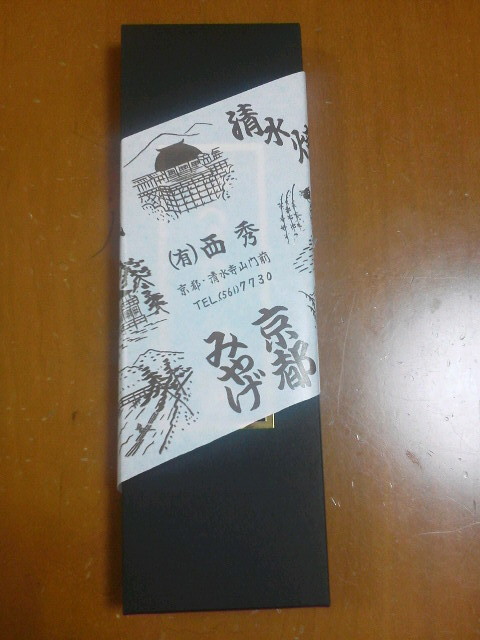 清水焼
(有)西秀
京都・清水寺山門前
TEL(561)7730
京都
みやげ